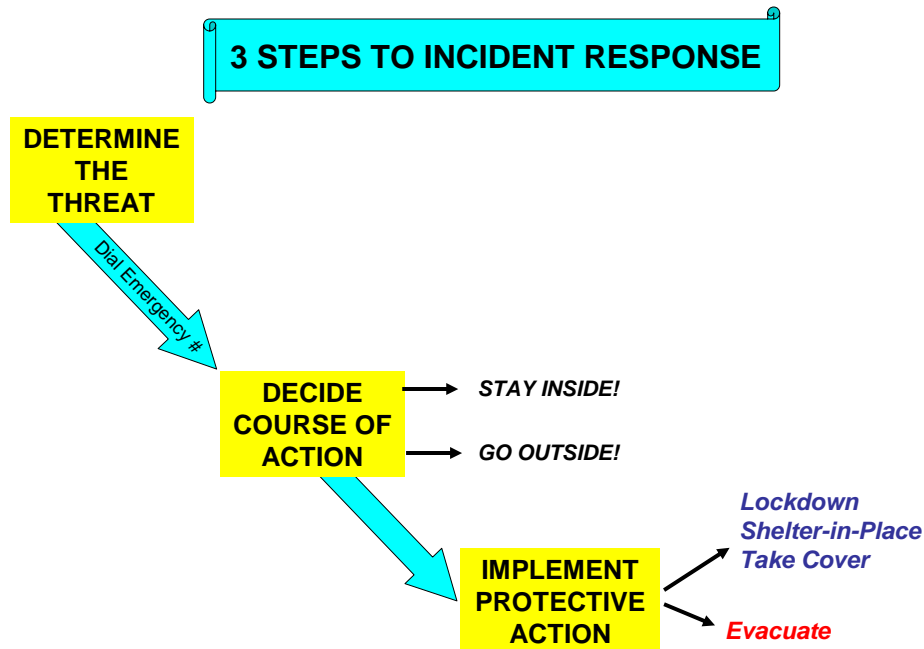 3 STEPS TO INCIDENT RESPONSE
DETERMINE
THE
THREAT
Dial Emergency #
DECIDE
COURSE OF
ACTION
STAY INSIDE!
GO OUTSIDE!
IMPLEMENT
PROTECTIVE
ACTION
Lockdown
Shelter-in-Place
Take Cover
Evacuate